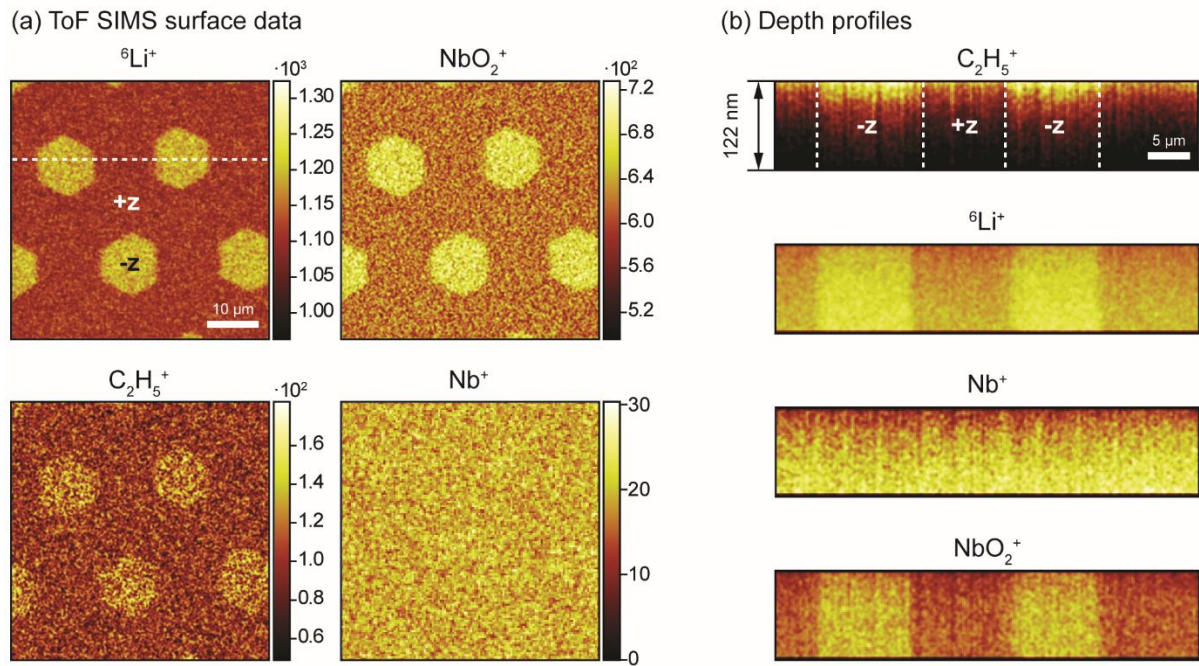 (a) ToF SIMS surface data
⁶Li⁺
·10³
1.30
1.25
1.20
1.15
1.10
1.05
1.00
+z
-z
10 µm
NbO₂⁺
·10²
7.2
6.8
6.4
6.0
5.6
5.2
C₂H₅⁺
·10²
1.6
1.4
1.2
1.0
0.8
0.6
Nb⁺
30
20
10
0
(b) Depth profiles
C₂H₅⁺
122 nm
-z +z -z
5 µm
⁶Li⁺
Nb⁺
NbO₂⁺